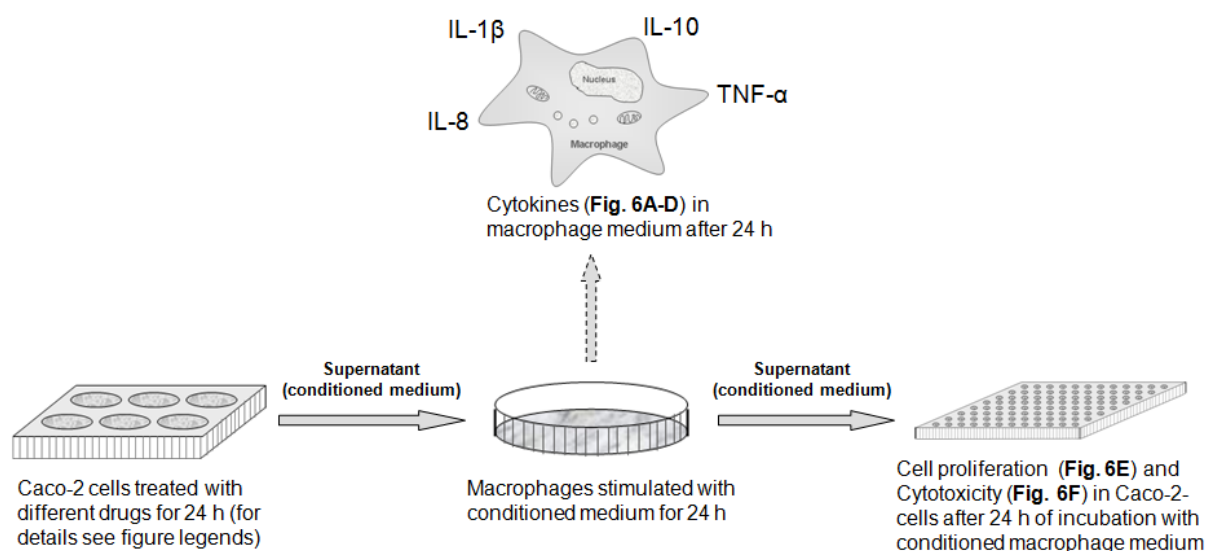 IL-1β
IL-10
Nucleus
TNF-α
IL-8
Macrophage
Cytokines (Fig. 6A-D) in
macrophage medium after 24 h
Supernatant
(conditioned medium)
Supernatant
(conditioned medium)
Caco-2 cells treated with
different drugs for 24 h (for
details see figure legends)
Macrophages stimulated with
conditioned medium for 24 h
Cell proliferation (Fig. 6E) and
Cytotoxicity (Fig. 6F) in Caco-2-
cells after 24 h of incubation with
conditioned macrophage medium